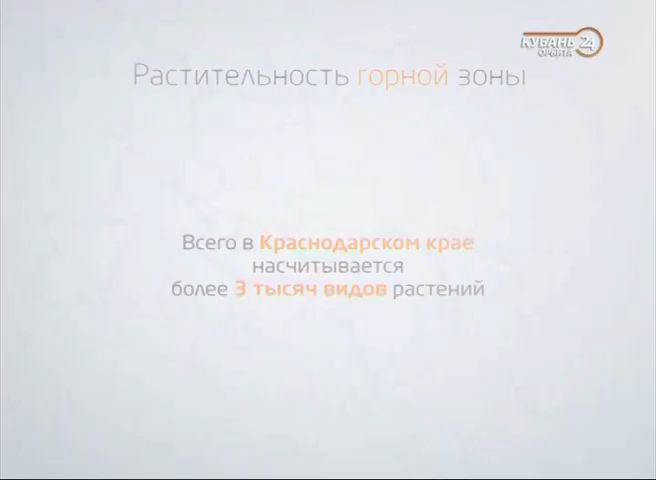 КУБАНЬ 24
ОРБИТА
Растительность горной зоны
Всего в Краснодарском крае
насчитывается
более 3 тысяч видов растений